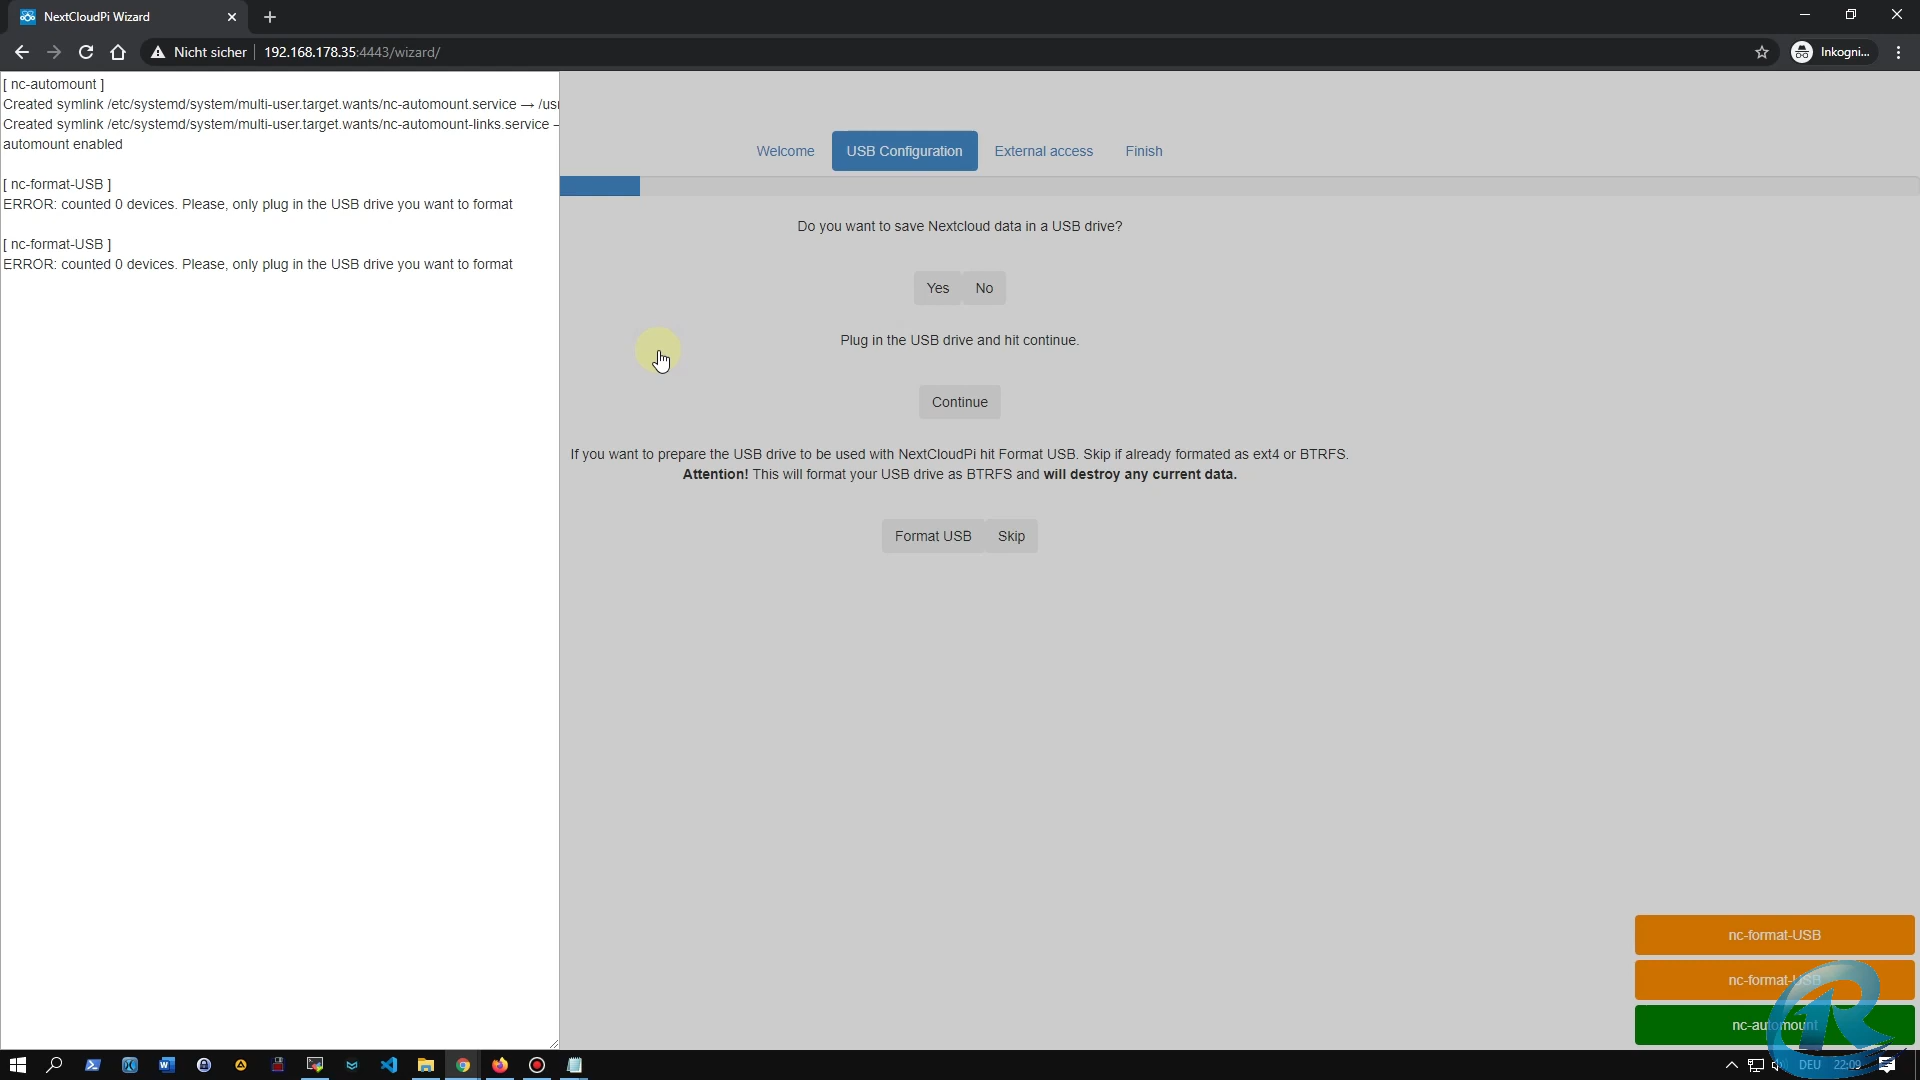 NextCloudPi Wizard
Nicht sicher
192.168.178.35:4443/wizard/
Inkogni...
[ nc-automount ]
Created symlink /etc/systemd/system/multi-user.target.wants/nc-automount.service → /usr
Created symlink /etc/systemd/system/multi-user.target.wants/nc-automount-links.service
automount enabled
[ nc-format-USB ]
ERROR: counted 0 devices. Please, only plug in the USB drive you want to format
[ nc-format-USB ]
ERROR: counted 0 devices. Please, only plug in the USB drive you want to format
Welcome USB Configuration External access Finish
Do you want to save Nextcloud data in a USB drive?
Yes No
Plug in the USB drive and hit continue.
Continue
If you want to prepare the USB drive to be used with NextCloudPi hit Format USB. Skip if already formated as ext4 or BTRFS.
Attention! This will format your USB drive as BTRFS and will destroy any current data.
Format USB Skip
nc-format-USB
nc-format-USB
nc-automount
DEU 22:09